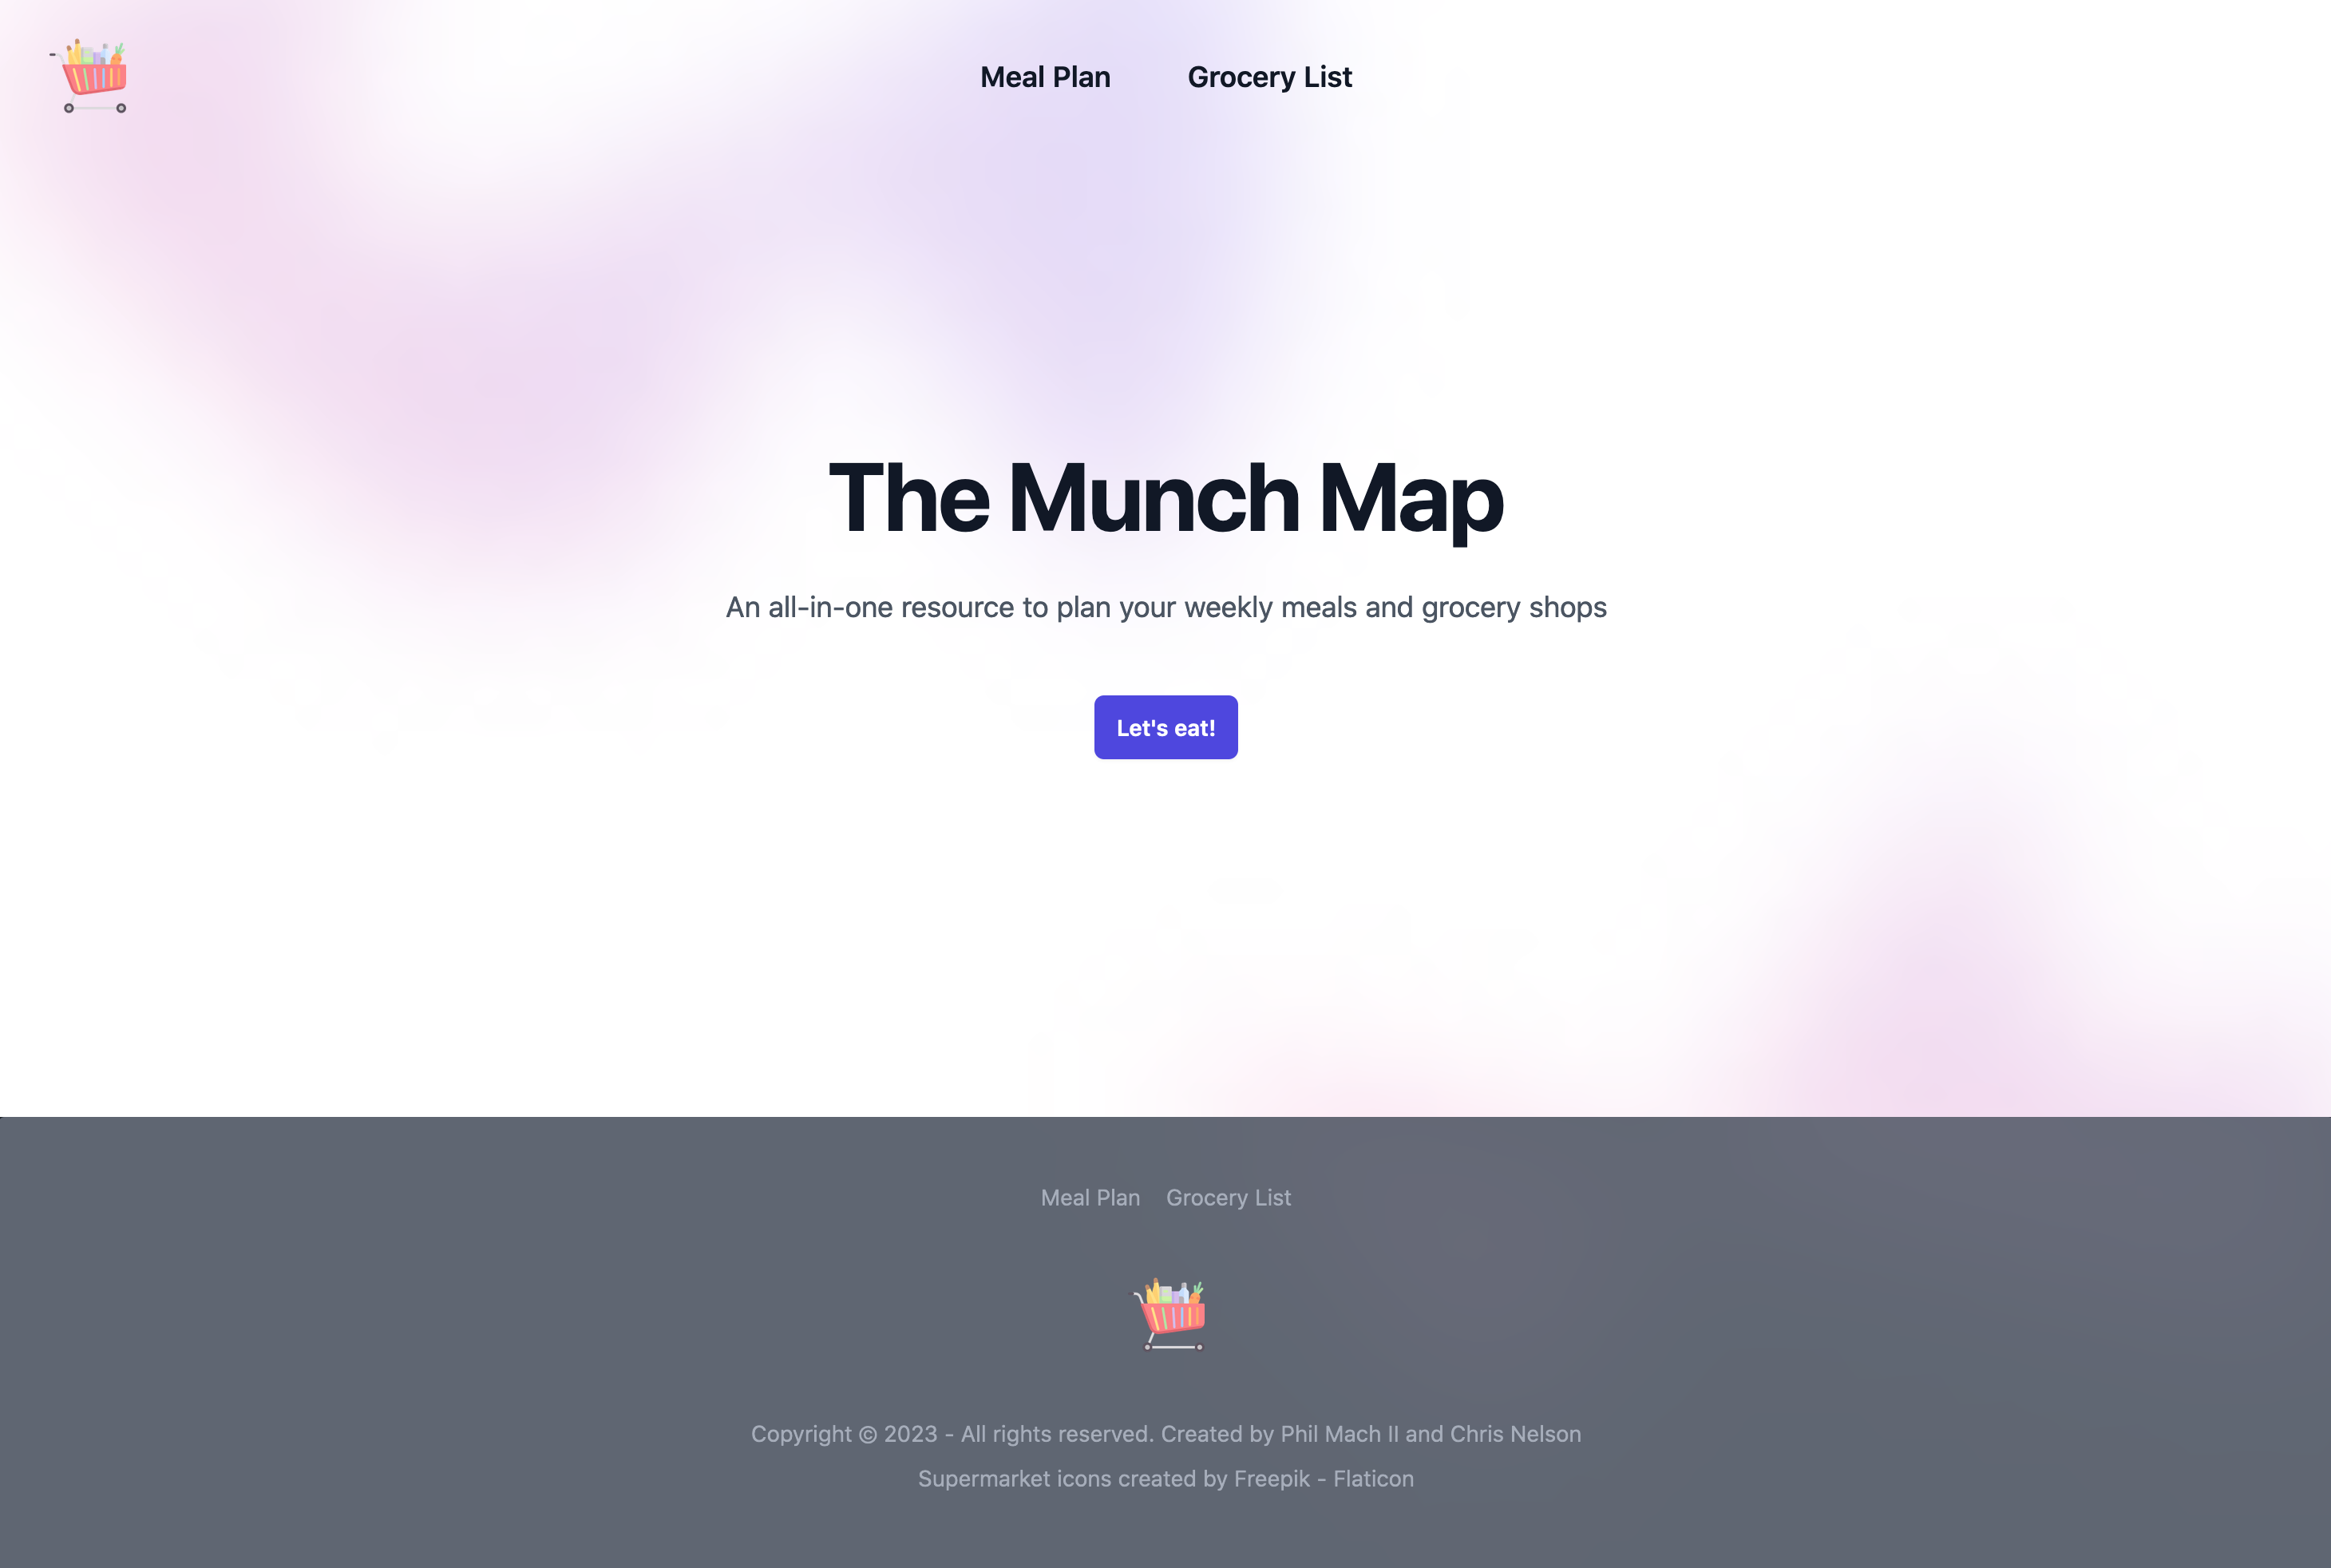 Meal Plan Grocery List
The Munch Map
An all-in-one resource to plan your weekly meals and grocery shops
Let's eat!
Meal Plan Grocery List
Copyright © 2023 - All rights reserved. Created by Phil Mach II and Chris Nelson
Supermarket icons created by Freepik - Flaticon